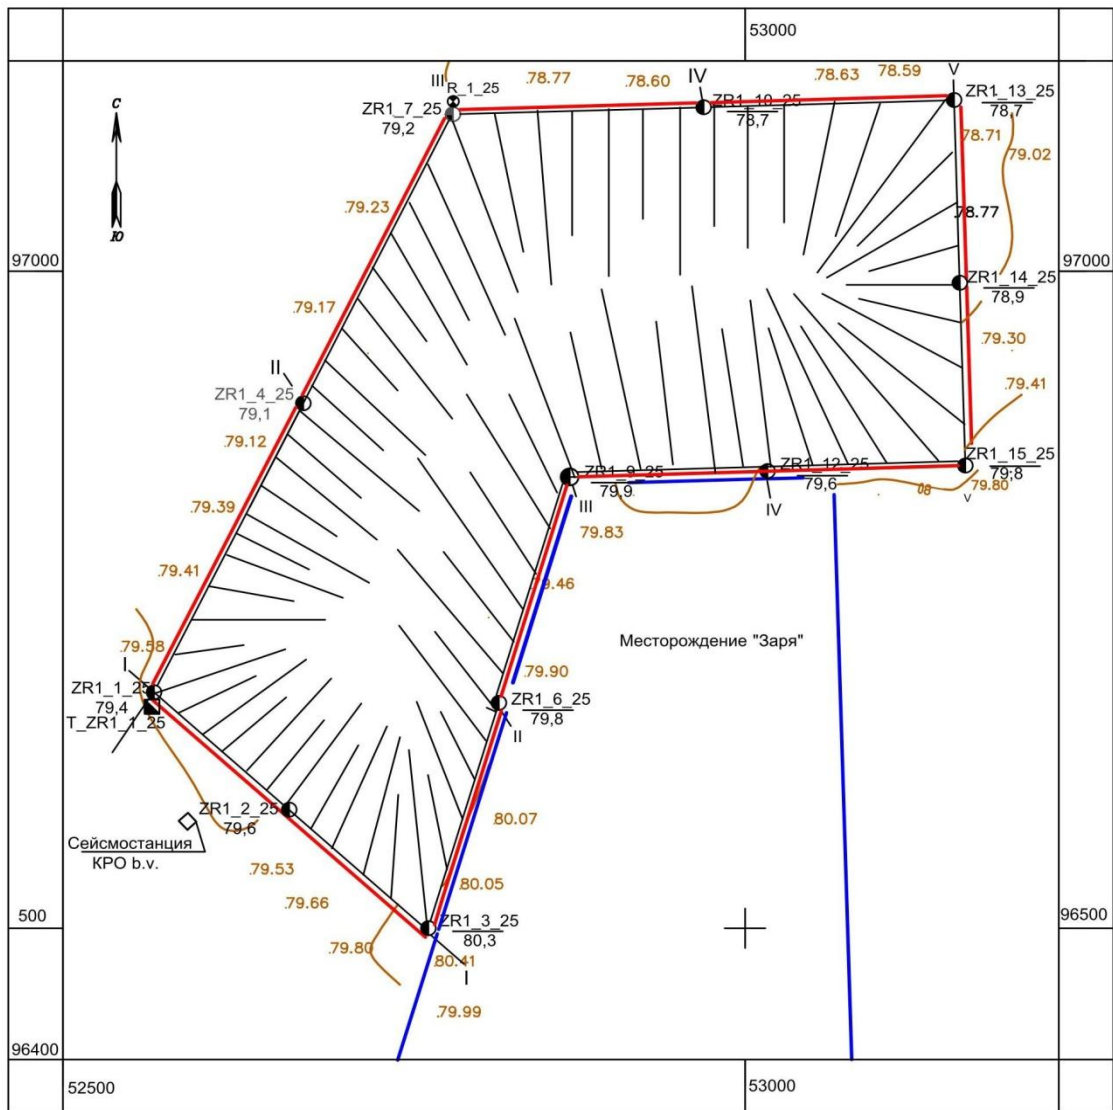 53000
.78.77
.78.60
IV
.78.63
.78.59
V
III
R_1_25
ZR1_7_25
79,2
ZR1_10_25
78,7
ZR1_13_25
78,7
С
78.71
79.02
.79.23
78.77
Ю
97000
97000
ZR1_14_25
78,9
.79.17
.79.30
II
.79.41
ZR1_4_25
79,1
.79.12
ZR1_15_25
79,8
79.80
V
ZR1_9_25
79,9
ZR1_12_25
79,6
80
III
IV
.79.39
79.83
.79.41
79.46
Месторождение "Заря"
.79.58
I
.79.90
ZR1_1_25
79,4
T_ZR1_1_25
ZR1_6_25
79,8
II
ZR1_2_25
79,6
.80.07
Сейсмостанция
КРО b.v.
.79.53
.80.05
.79.66
500
ZR1_3_25
80,3
96500
.79.80
80.41
I
.79.99
96400
52500
53000